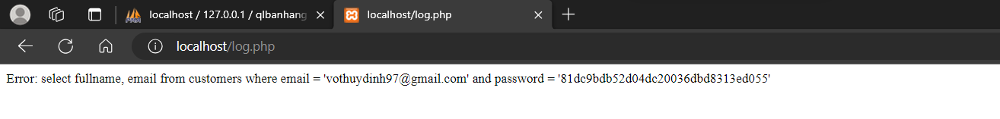 localhost / 127.0.0.1 / qlbanhang
localhost/log.php
localhost/log.php
Error: select fullname, email from customers where email = 'vothuydinh97@gmail.com' and password = '81dc9bdb52d04dc20036dbd8313ed055'